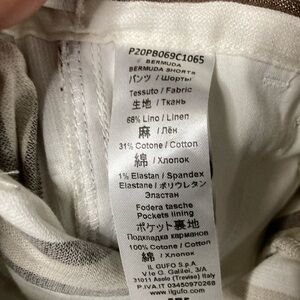 P20PB069C1065
BERMUDA
BERMUDA SHORTS
パンツ / Шорты
Tessuto / Fabric
生地 / Ткань
68% Lino / Linen
麻 / Лён
31% Cotone / Cotton
綿 / Хлопок
1% Elastan / Spandex
Elastane / ポリウレタン
Эластан
Fodera tasche
Pockets lining
ポケット裏地
Подкладка карманов
100% Cotone / Cotton
綿 / Хлопок
IL GUFO S.p.A.
V.le G. Galilei, 3/A
31011 Asolo (Treviso) Italy
P.IVA.IT 03450970268
www.ilgufo.com